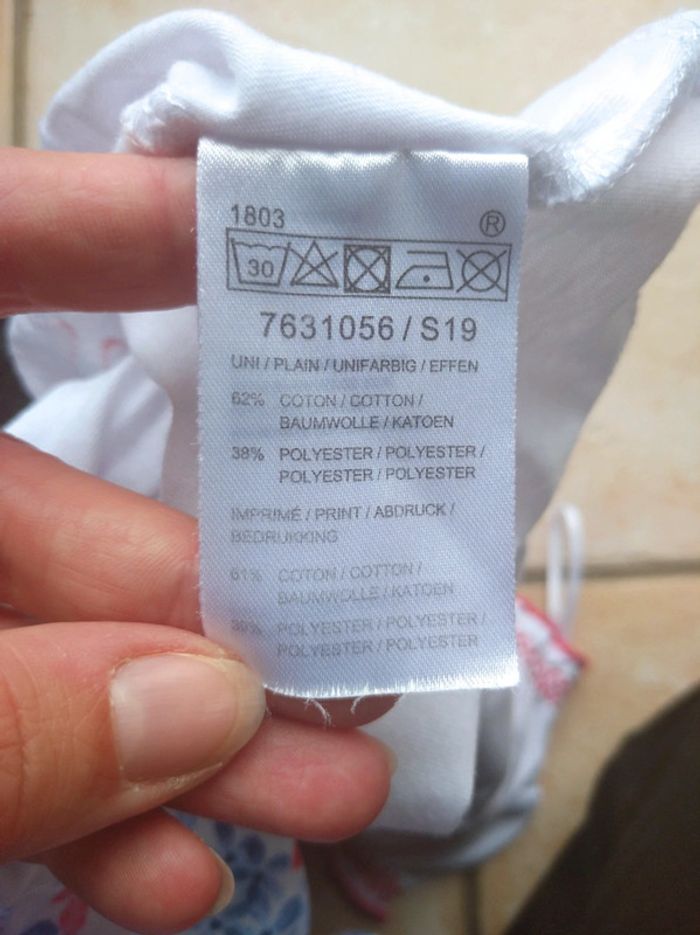 1803 ®
30
7631056 / S19
UNI / PLAIN / UNIFARBIG / EFFEN
62% COTON / COTTON /
BAUMWOLLE / KATOEN
38% POLYESTER / POLYESTER /
POLYESTER / POLYESTER
IMPRIMÉ / PRINT / ABDRUCK /
BEDRUKKING
61% COTON / COTTON /
BAUMWOLLE / KATOEN
39% POLYESTER / POLYESTER /
POLYESTER / POLYESTER